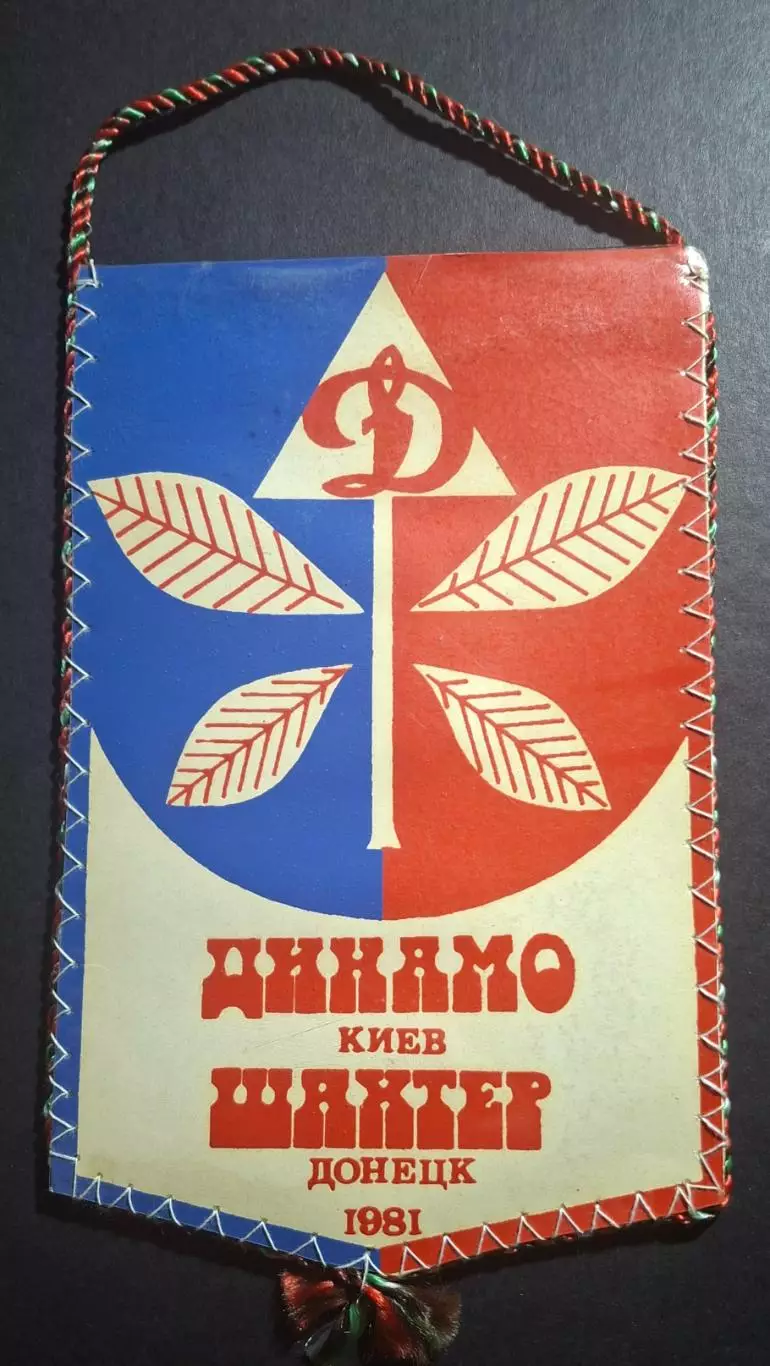 Д
ДИНАМО
КИЕВ
ШАХТЕР
ДОНЕЦК
1981